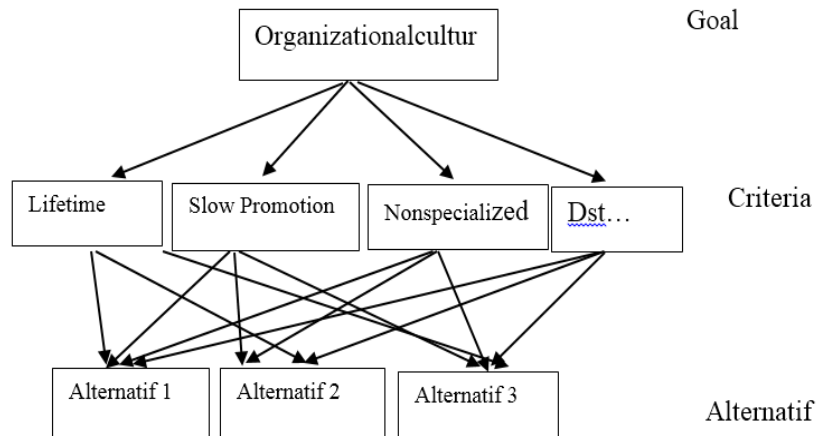 Goal
Organizationalcultur
Criteria
Lifetime
Slow Promotion
Nonspecialized
Dst...
Alternatif 1
Alternatif 2
Alternatif 3
Alternatif